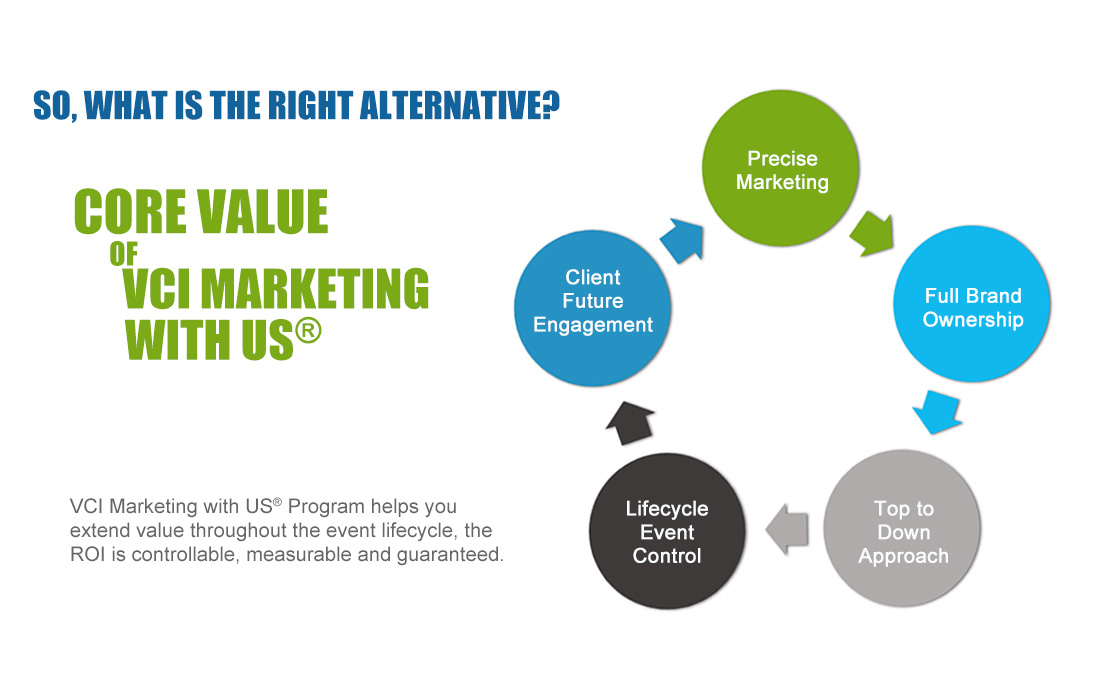 SO, WHAT IS THE RIGHT ALTERNATIVE?
CORE VALUE
OF
VCI MARKETING
WITH US®
VCI Marketing with US® Program helps you
extend value throughout the event lifecycle, the
ROI is controllable, measurable and guaranteed.
Precise
Marketing
Full Brand
Ownership
Top to
Down
Approach
Lifecycle
Event
Control
Client
Future
Engagement